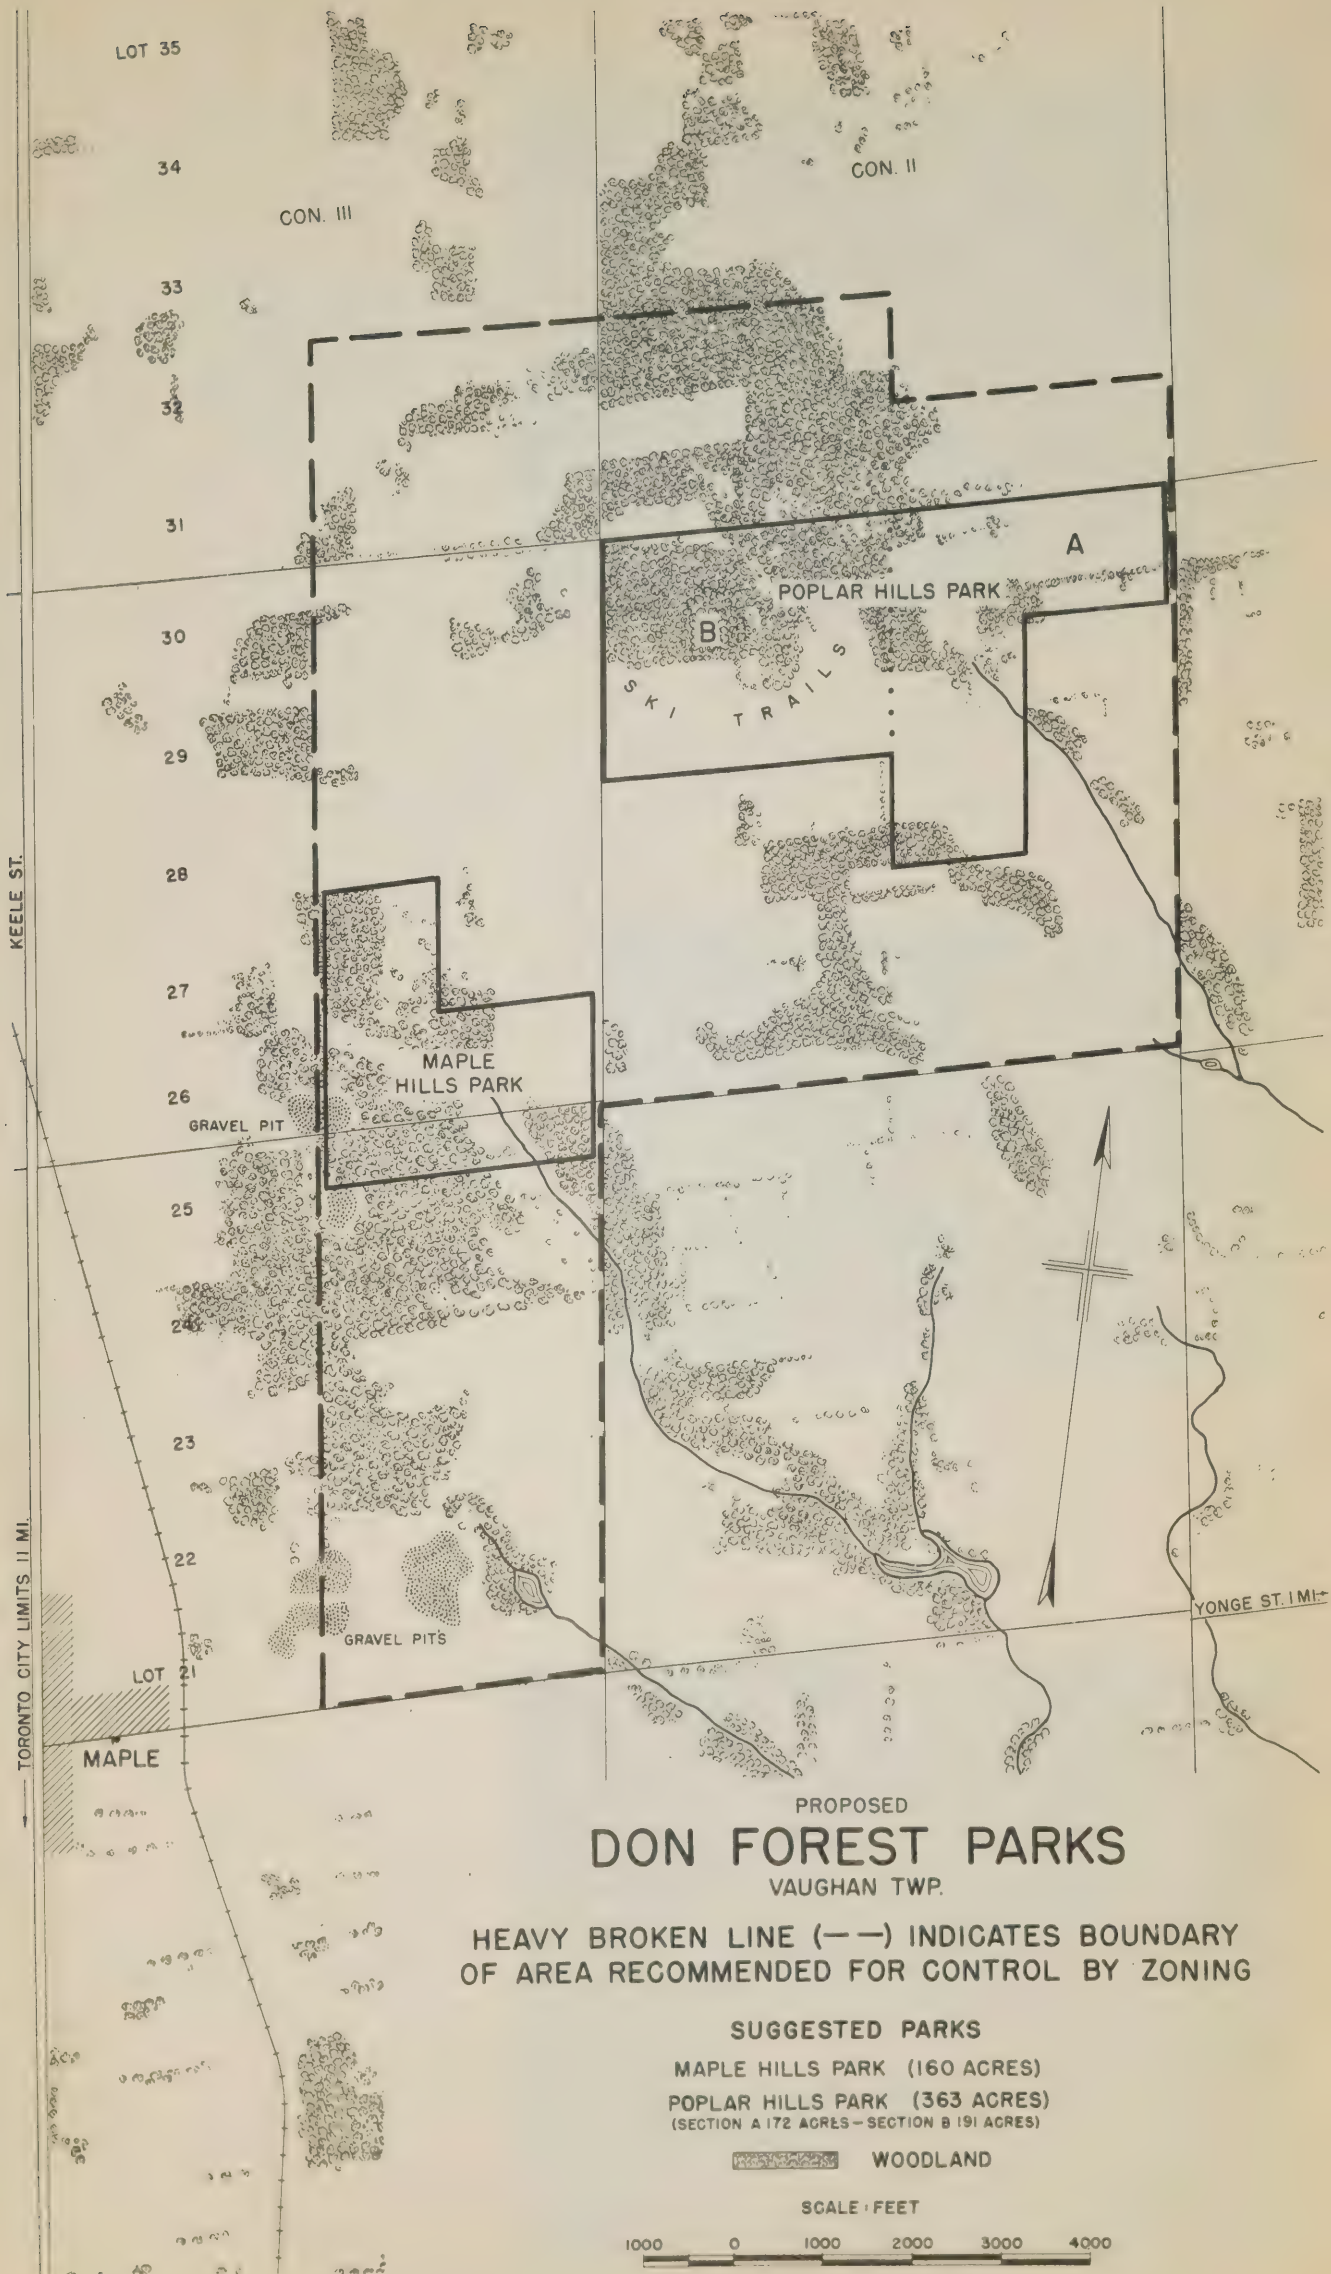 LOT 35
34
CON. II
CON. III
33
32
31
A
POPLAR HILLS PARK
30
B
SKI TRAILS
29
KEELE ST.
28
27
MAPLE
HILLS PARK
26
GRAVEL PIT
25
24
23
22
TORONTO CITY LIMITS 11 MI.
YONGE ST. 1 MI.
GRAVEL PITS
LOT 21
MAPLE
PROPOSED
DON FOREST PARKS
VAUGHAN TWP.
HEAVY BROKEN LINE (— —) INDICATES BOUNDARY
OF AREA RECOMMENDED FOR CONTROL BY ZONING
SUGGESTED PARKS
MAPLE HILLS PARK (160 ACRES)
POPLAR HILLS PARK (363 ACRES)
(SECTION A 172 ACRES – SECTION B 191 ACRES)
WOODLAND
SCALE : FEET
1000 0 1000 2000 3000 4000